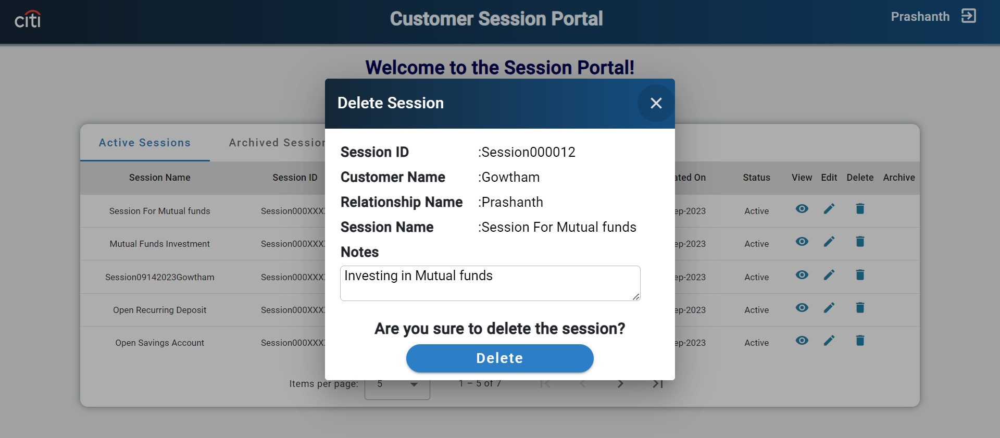 citi
Customer Session Portal
Prashanth
Welcome to the Session Portal!
Delete Session
Active Sessions
Archived
Session ID :Session000012
Customer Name :Gowtham
Relationship Name :Prashanth
Session Name :Session For Mutual funds
Notes
Investing in Mutual funds
Are you sure to delete the session?
Delete
Session Name Session ID On Status View Edit Delete Archive
Session For Mutual funds Session000XXX ep-2023 Active
Mutual Funds Investment Session000XXX ep-2023 Active
Session09142023Gowtham Session000XXX ep-2023 Active
Open Recurring Deposit Session000XXX ep-2023 Active
Open Savings Account Session000XXX ep-2023 Active
Items per page: 5 1 – 5 of 7